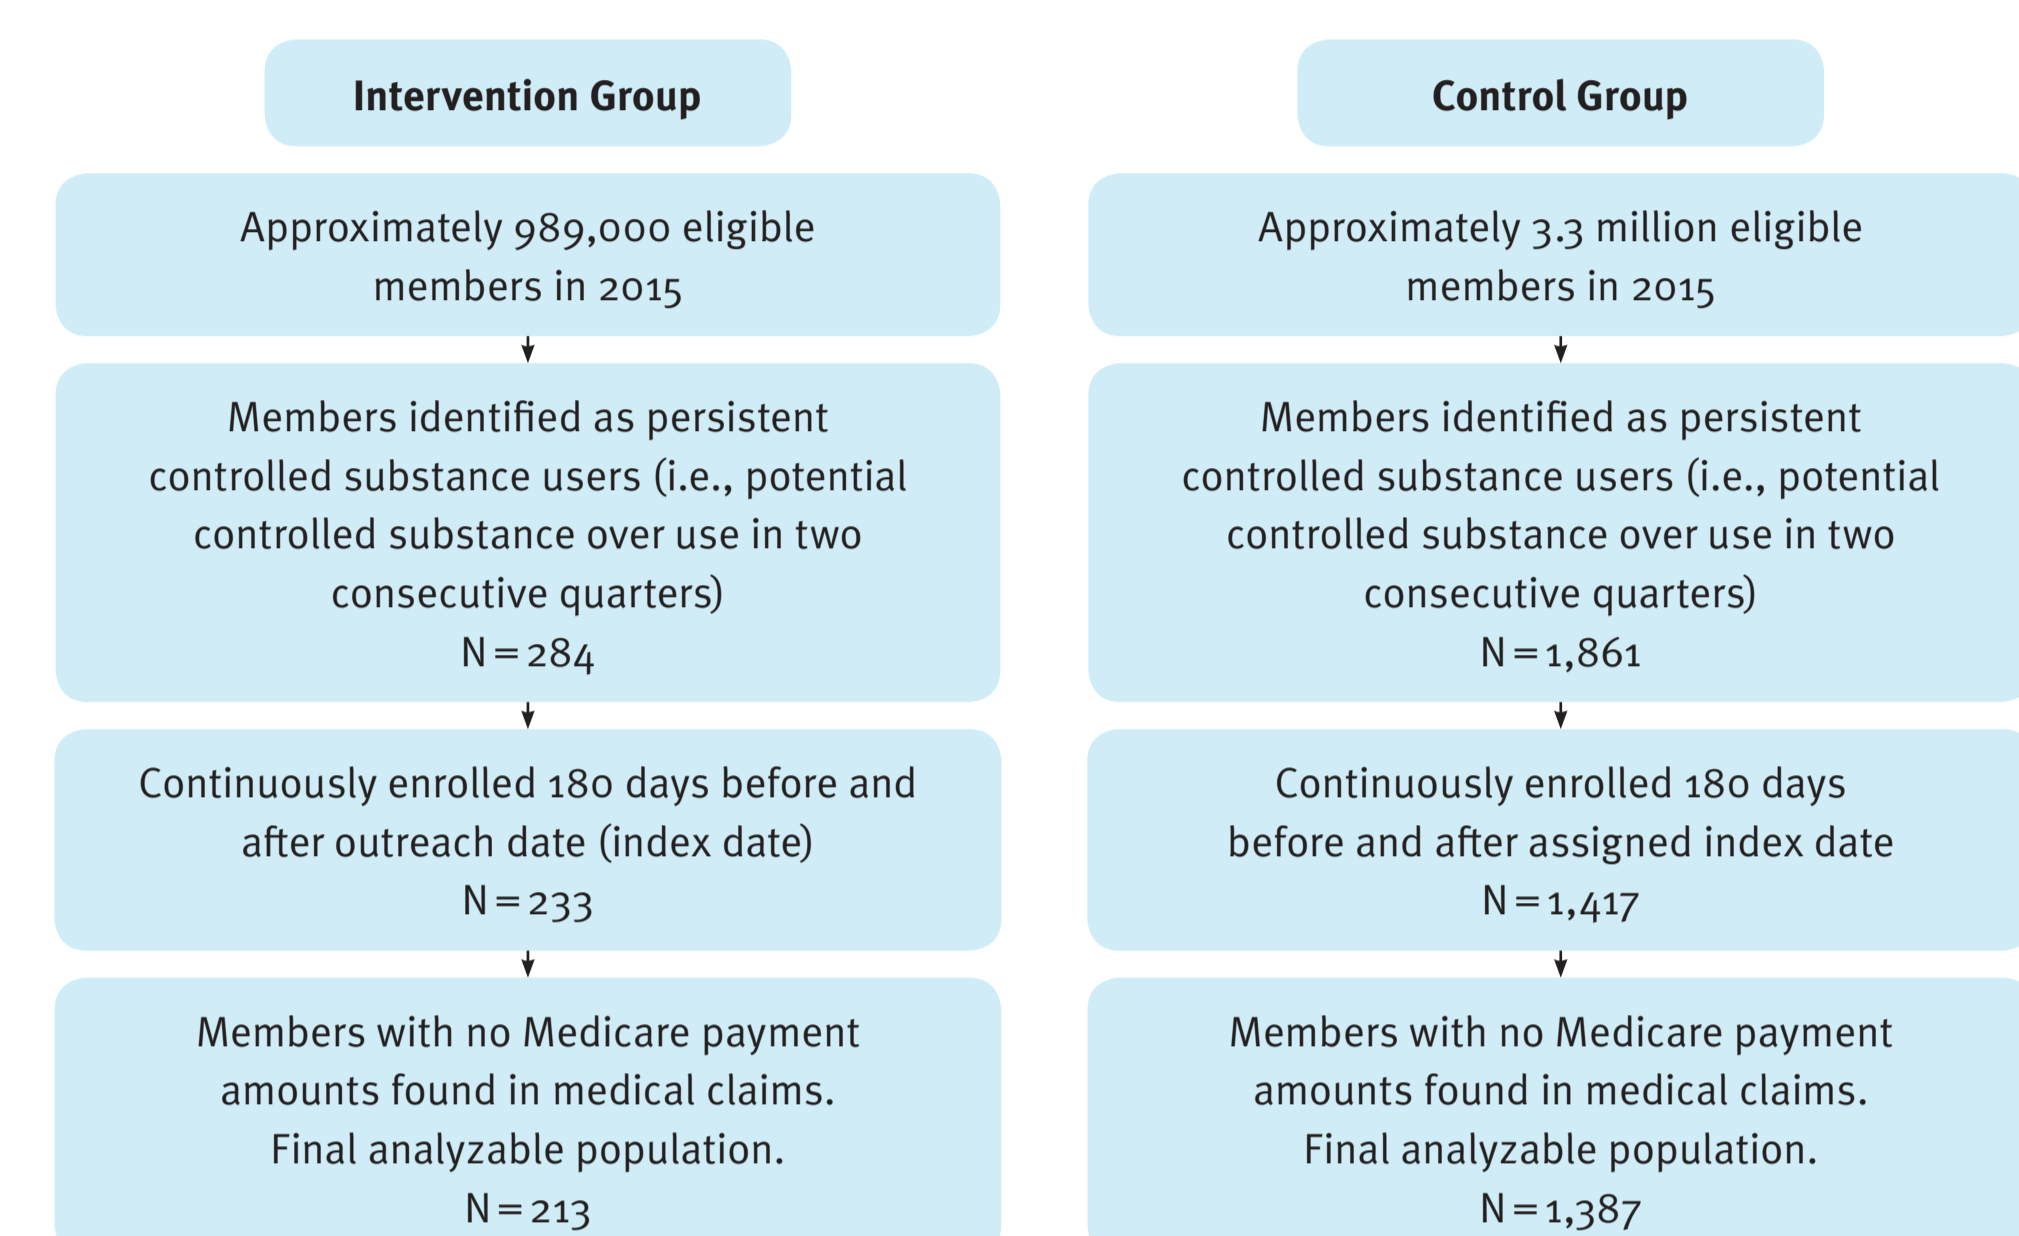 Intervention Group
Approximately 989,000 eligible
members in 2015
Members identified as persistent
controlled substance users (i.e., potential
controlled substance over use in two
consecutive quarters)
N = 284
Continuously enrolled 180 days before and
after outreach date (index date)
N = 233
Members with no Medicare payment
amounts found in medical claims.
Final analyzable population.
N = 213
Control Group
Approximately 3.3 million eligible
members in 2015
Members identified as persistent
controlled substance users (i.e., potential
controlled substance over use in two
consecutive quarters)
N = 1,861
Continuously enrolled 180 days
before and after assigned index date
N = 1,417
Members with no Medicare payment
amounts found in medical claims.
Final analyzable population.
N = 1,387